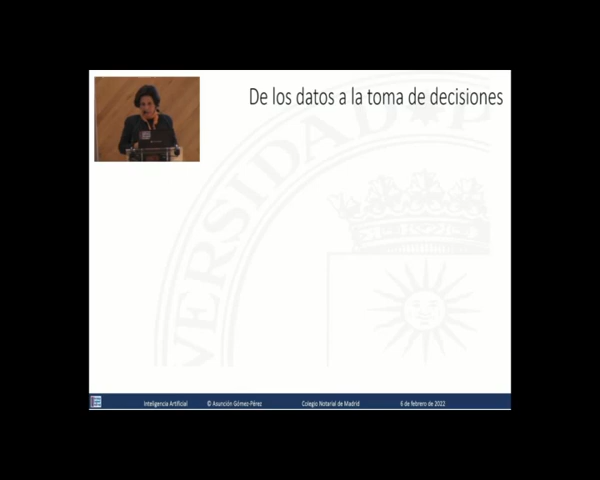 De los datos a la toma de decisiones
VERSIDAD
Inteligencia Artificial © Asunción Gómez-Pérez Colegio Notarial de Madrid 6 de febrero de 2022